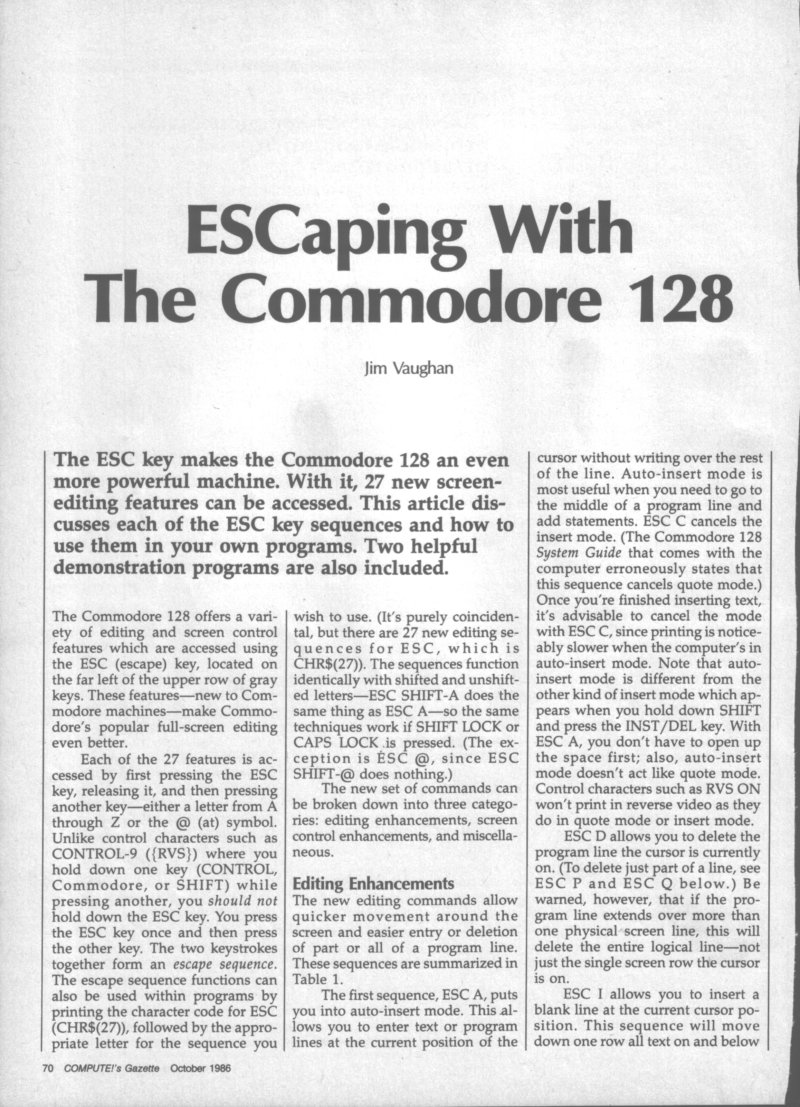 ESCaping With
The Commodore 128
Jim Vaughan
The ESC key makes the Commodore 128 an even
more powerful machine. With it, 27 new screen-
editing features can be accessed. This article dis-
cusses each of the ESC key sequences and how to
use them in your own programs. Two helpful
demonstration programs are also included.
The Commodore 128 offers a vari-
ety of editing and screen control
features which are accessed using
the ESC (escape) key, located on
the far left of the upper row of gray
keys. These features—new to Com-
modore machines—make Commo-
dore's popular full-screen editing
even better.
Each of the 27 features is ac-
cessed by first pressing the ESC
key, releasing it, and then pressing
another key—either a letter from A
through Z or the @ (at) symbol.
Unlike control characters such as
CONTROL-9 ({RVS}) where you
hold down one key (CONTROL,
Commodore, or SHIFT) while
pressing another, you should not
hold down the ESC key. You press
the ESC key once and then press
the other key. The two keystrokes
together form an escape sequence.
The escape sequence functions can
also be used within programs by
printing the character code for ESC
(CHR$(27)), followed by the appro-
priate letter for the sequence you
wish to use. (It's purely coinciden-
tal, but there are 27 new editing se-
quences for ESC, which is
CHR$(27)). The sequences function
identically with shifted and unshift-
ed letters—ESC SHIFT-A does the
same thing as ESC A—so the same
techniques work if SHIFT LOCK or
CAPS LOCK is pressed. (The ex-
ception is ESC @, since ESC
SHIFT-@ does nothing.)
The new set of commands can
be broken down into three catego-
ries: editing enhancements, screen
control enhancements, and miscella-
neous.
Editing Enhancements
The new editing commands allow
quicker movement around the
screen and easier entry or deletion
of part or all of a program line.
These sequences are summarized in
Table 1.
The first sequence, ESC A, puts
you into auto-insert mode. This al-
lows you to enter text or program
lines at the current position of the
cursor without writing over the rest
of the line. Auto-insert mode is
most useful when you need to go to
the middle of a program line and
add statements. ESC C cancels the
insert mode. (The Commodore 128
System Guide that comes with the
computer erroneously states that
this sequence cancels quote mode.)
Once you're finished inserting text,
it's advisable to cancel the mode
with ESC C, since printing is notice-
ably slower when the computer's in
auto-insert mode. Note that auto-
insert mode is different from the
other kind of insert mode which ap-
pears when you hold down SHIFT
and press the INST/DEL key. With
ESC A, you don't have to open up
the space first; also, auto-insert
mode doesn't act like quote mode.
Control characters such as RVS ON
won't print in reverse video as they
do in quote mode or insert mode.
ESC D allows you to delete the
program line the cursor is currently
on. (To delete just part of a line, see
ESC P and ESC Q below.) Be
warned, however, that if the pro-
gram line extends over more than
one physical screen line, this will
delete the entire logical line—not
just the single screen row the cursor
is on.
ESC I allows you to insert a
blank line at the current cursor po-
sition. This sequence will move
down one row all text on and below
70 COMPUTE!'s Gazette October 1986